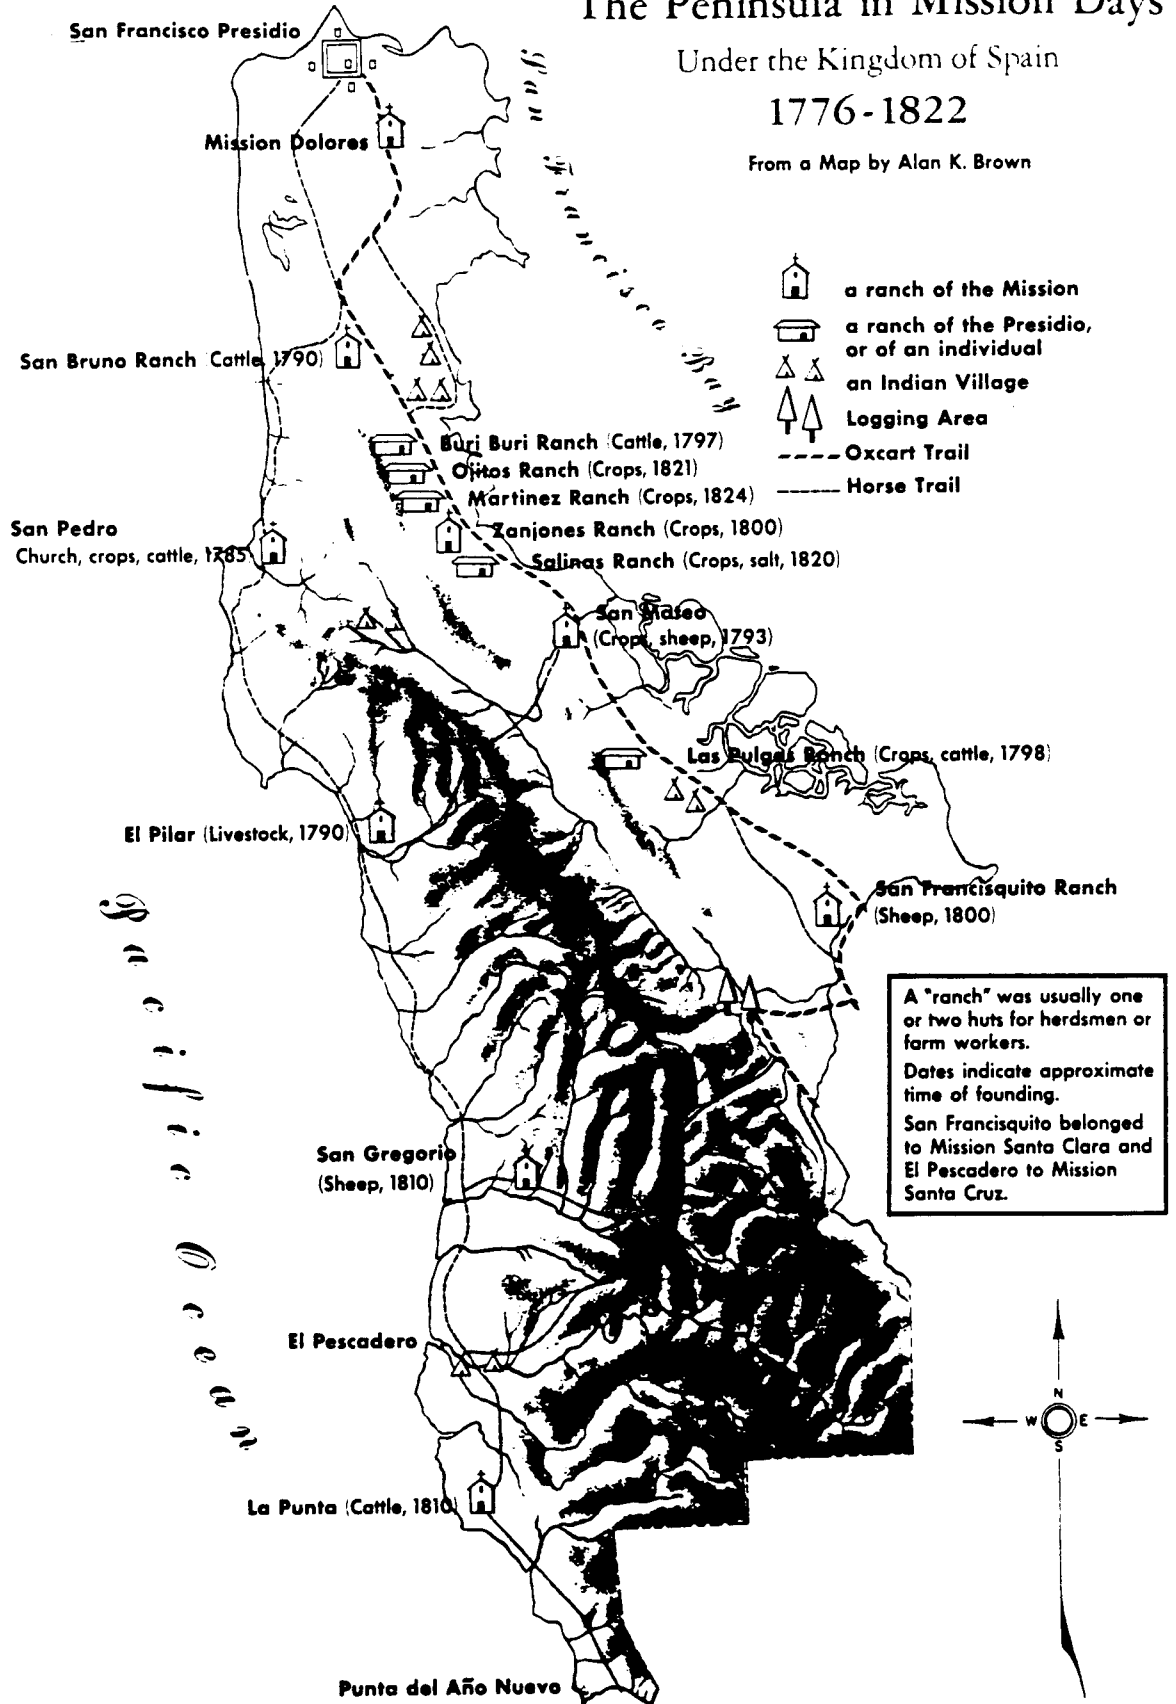 The Peninsula in Mission Days
Under the Kingdom of Spain
1776-1822
From a Map by Alan K. Brown
San Francisco Presidio
Mission Dolores
San Francisco Bay
a ranch of the Mission
a ranch of the Presidio,
or of an individual
an Indian Village
Logging Area
Oxcart Trail
Horse Trail
San Bruno Ranch (Cattle, 1790)
Buri Buri Ranch (Cattle, 1797)
Ojitos Ranch (Crops, 1821)
Martinez Ranch (Crops, 1824)
Zanjones Ranch (Crops, 1800)
Salinas Ranch (Crops, salt, 1820)
San Pedro
Church, crops, cattle, 1785
San Mateo
(Crops, sheep, 1793)
Las Pulgas Ranch (Crops, cattle, 1798)
El Pilar (Livestock, 1790)
San Francisquito Ranch
(Sheep, 1800)
Pacific Ocean
A "ranch" was usually one
or two huts for herdsmen or
farm workers.
Dates indicate approximate
time of founding.
San Francisquito belonged
to Mission Santa Clara and
El Pescadero to Mission
Santa Cruz.
San Gregorio
(Sheep, 1810)
El Pescadero
N
W E
S
La Punta (Cattle, 1810)
Punta del Año Nuevo